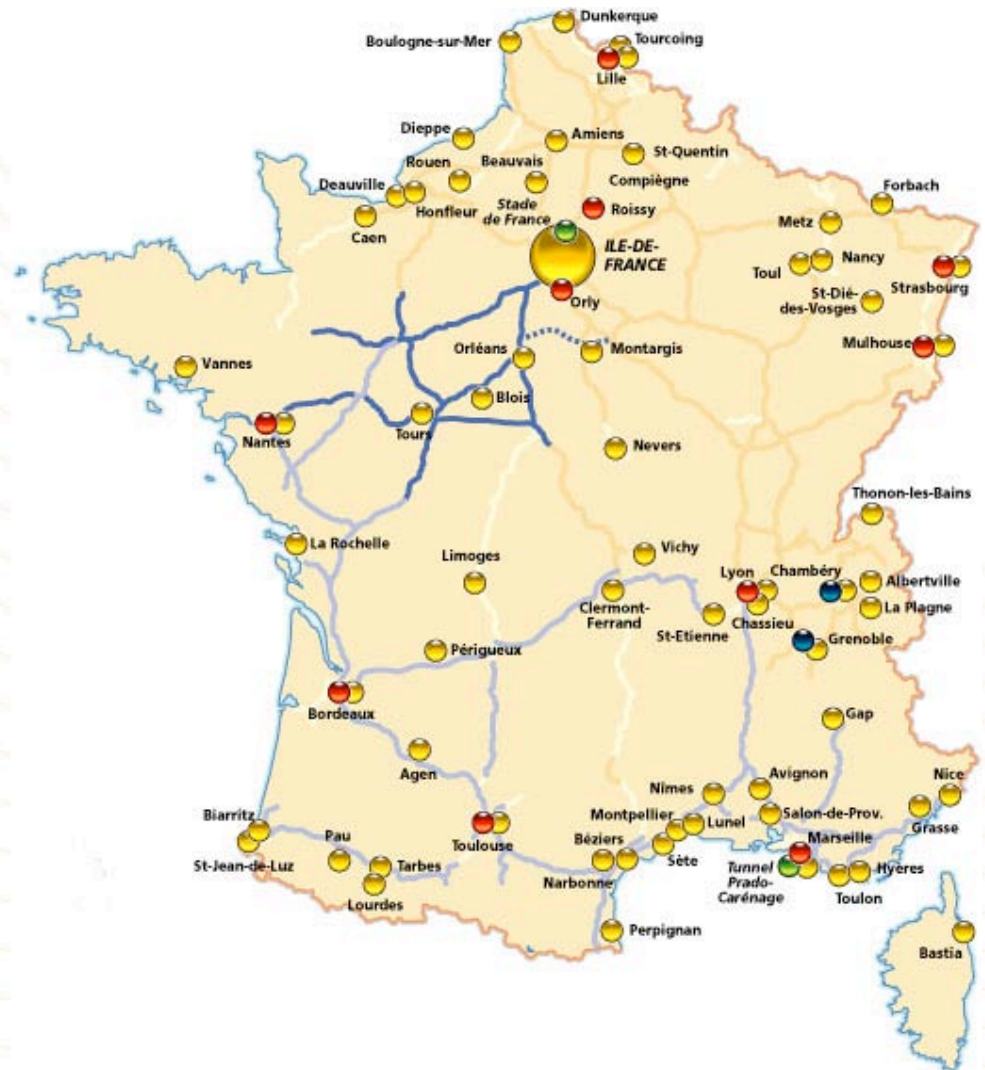 Dunkerque
Boulogne-sur-Mer
Tourcoing
Lille
Dieppe
Amiens
Rouen
Beauvais
St-Quentin
Compiègne
Deauville
Honfleur
Stade
de France
Roissy
Forbach
Caen
Metz
ILE-DE-
FRANCE
Toul
Nancy
Strasbourg
St-Dié-
des-Vosges
Orly
Mulhouse
Orléans
Montargis
Vannes
Blois
Nantes
Tours
Nevers
Thonon-les-Bains
La Rochelle
Limoges
Vichy
Lyon
Chambéry
Albertville
Clermont-
Ferrand
Chassieu
La Plagne
St-Etienne
Grenoble
Périgueux
Bordeaux
Gap
Agen
Avignon
Nice
Nîmes
Biarritz
Montpellier
Lunel
Salon-de-Prov.
Grasse
Pau
Toulouse
Béziers
Marseille
St-Jean-de-Luz
Tarbes
Sète
Tunnel
Prado-
Carénage
Hyères
Narbonne
Toulon
Lourdes
Perpignan
Bastia